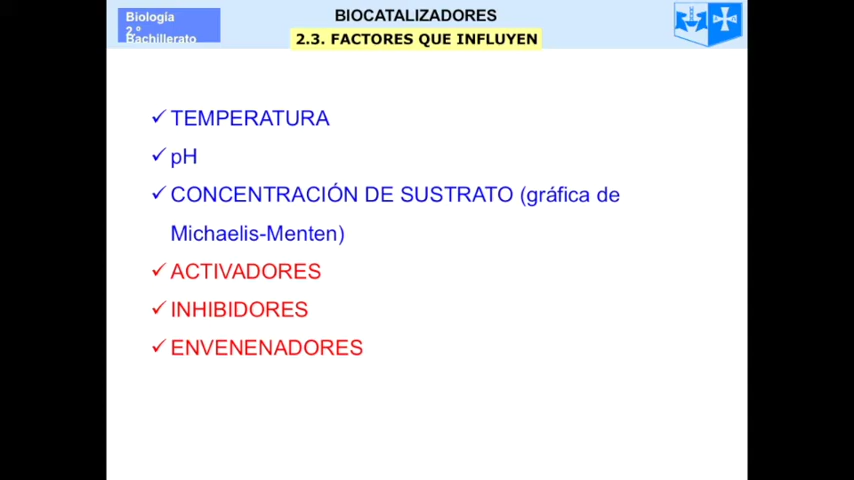 Biología
2.º
Bachillerato
BIOCATALIZADORES
2.3. FACTORES QUE INFLUYEN
✓ TEMPERATURA
✓ pH
✓ CONCENTRACIÓN DE SUSTRATO (gráfica de
Michaelis-Menten)
✓ ACTIVADORES
✓ INHIBIDORES
✓ ENVENENADORES